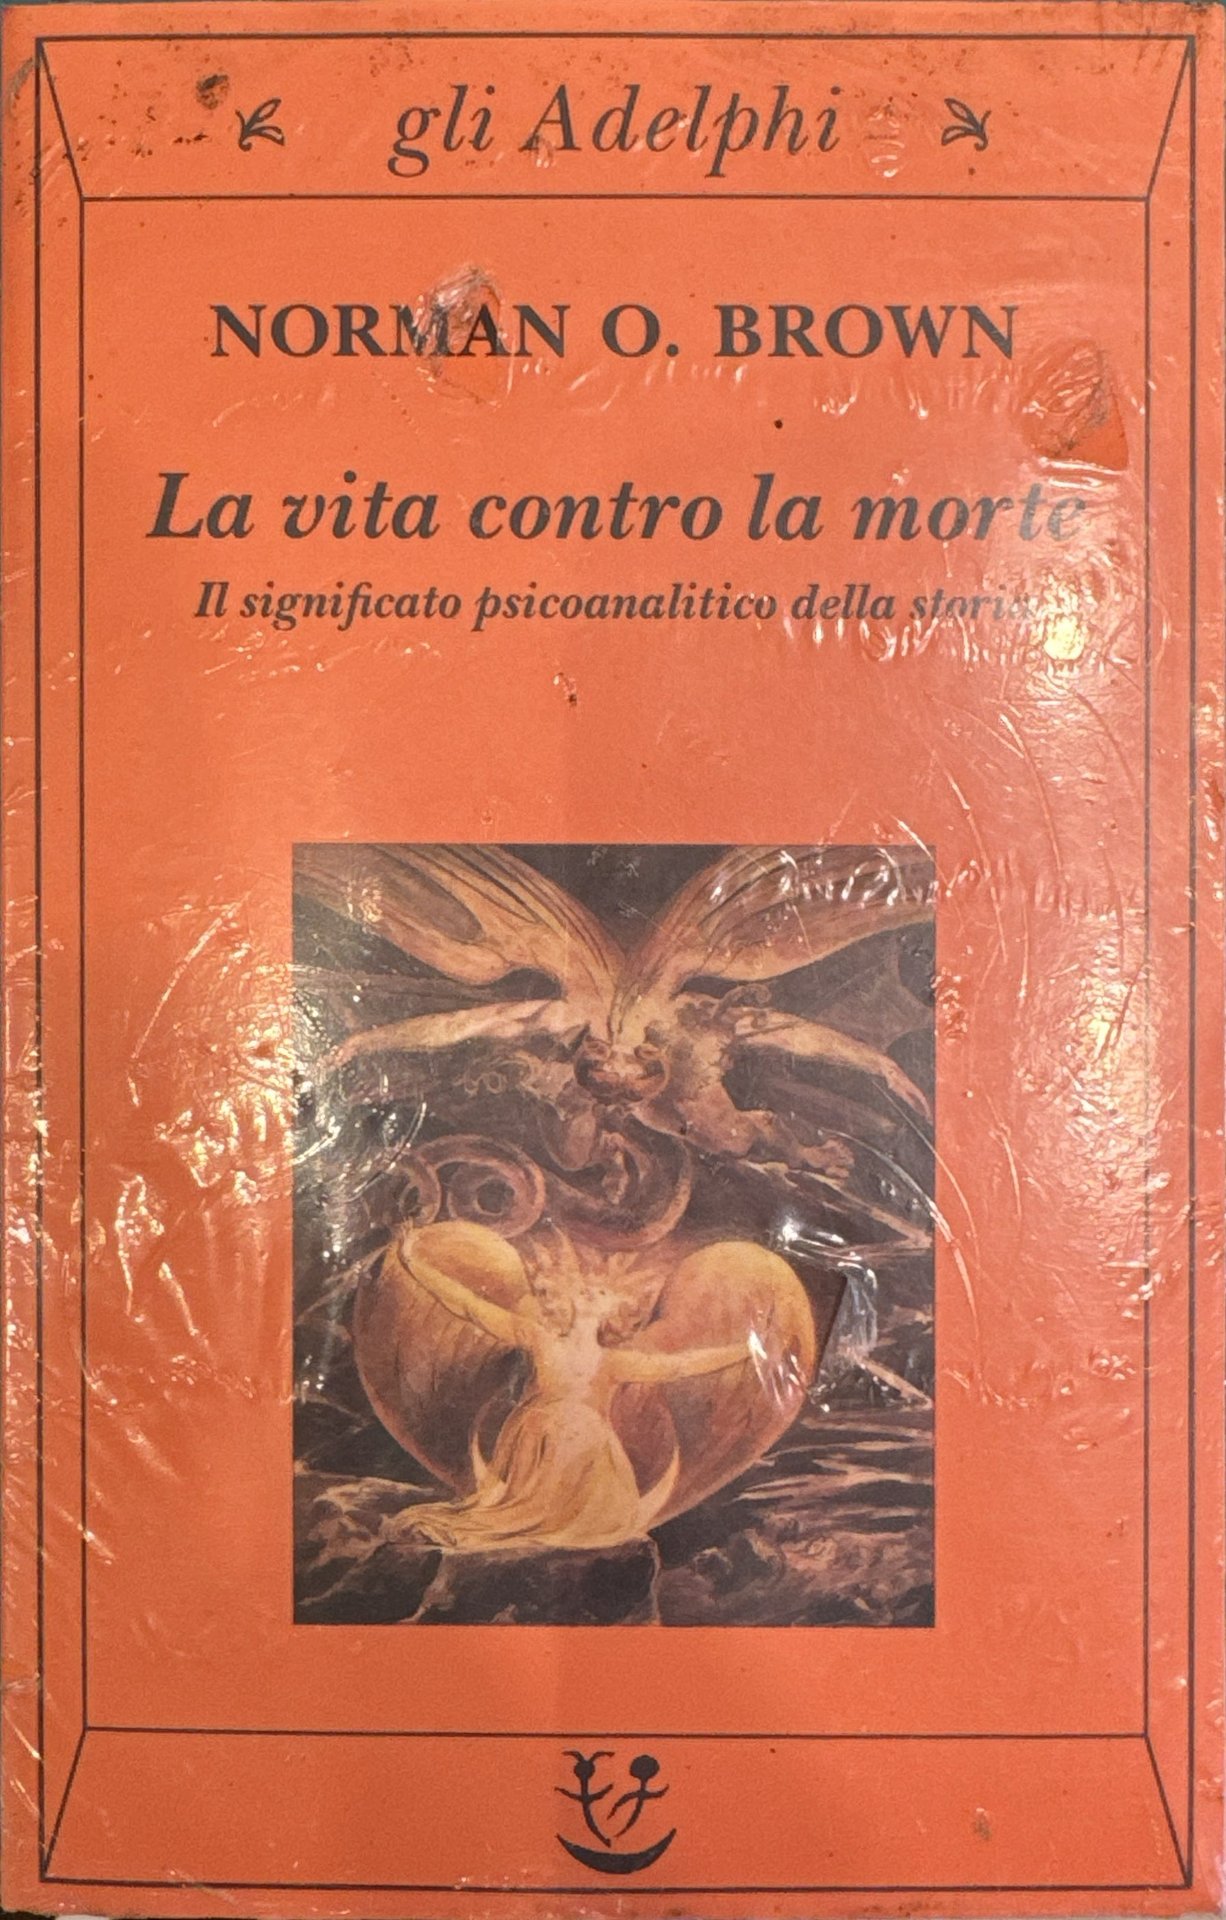 gli Adelphi
NORMAN O. BROWN
La vita contro la morte
Il significato psicoanalitico della storia